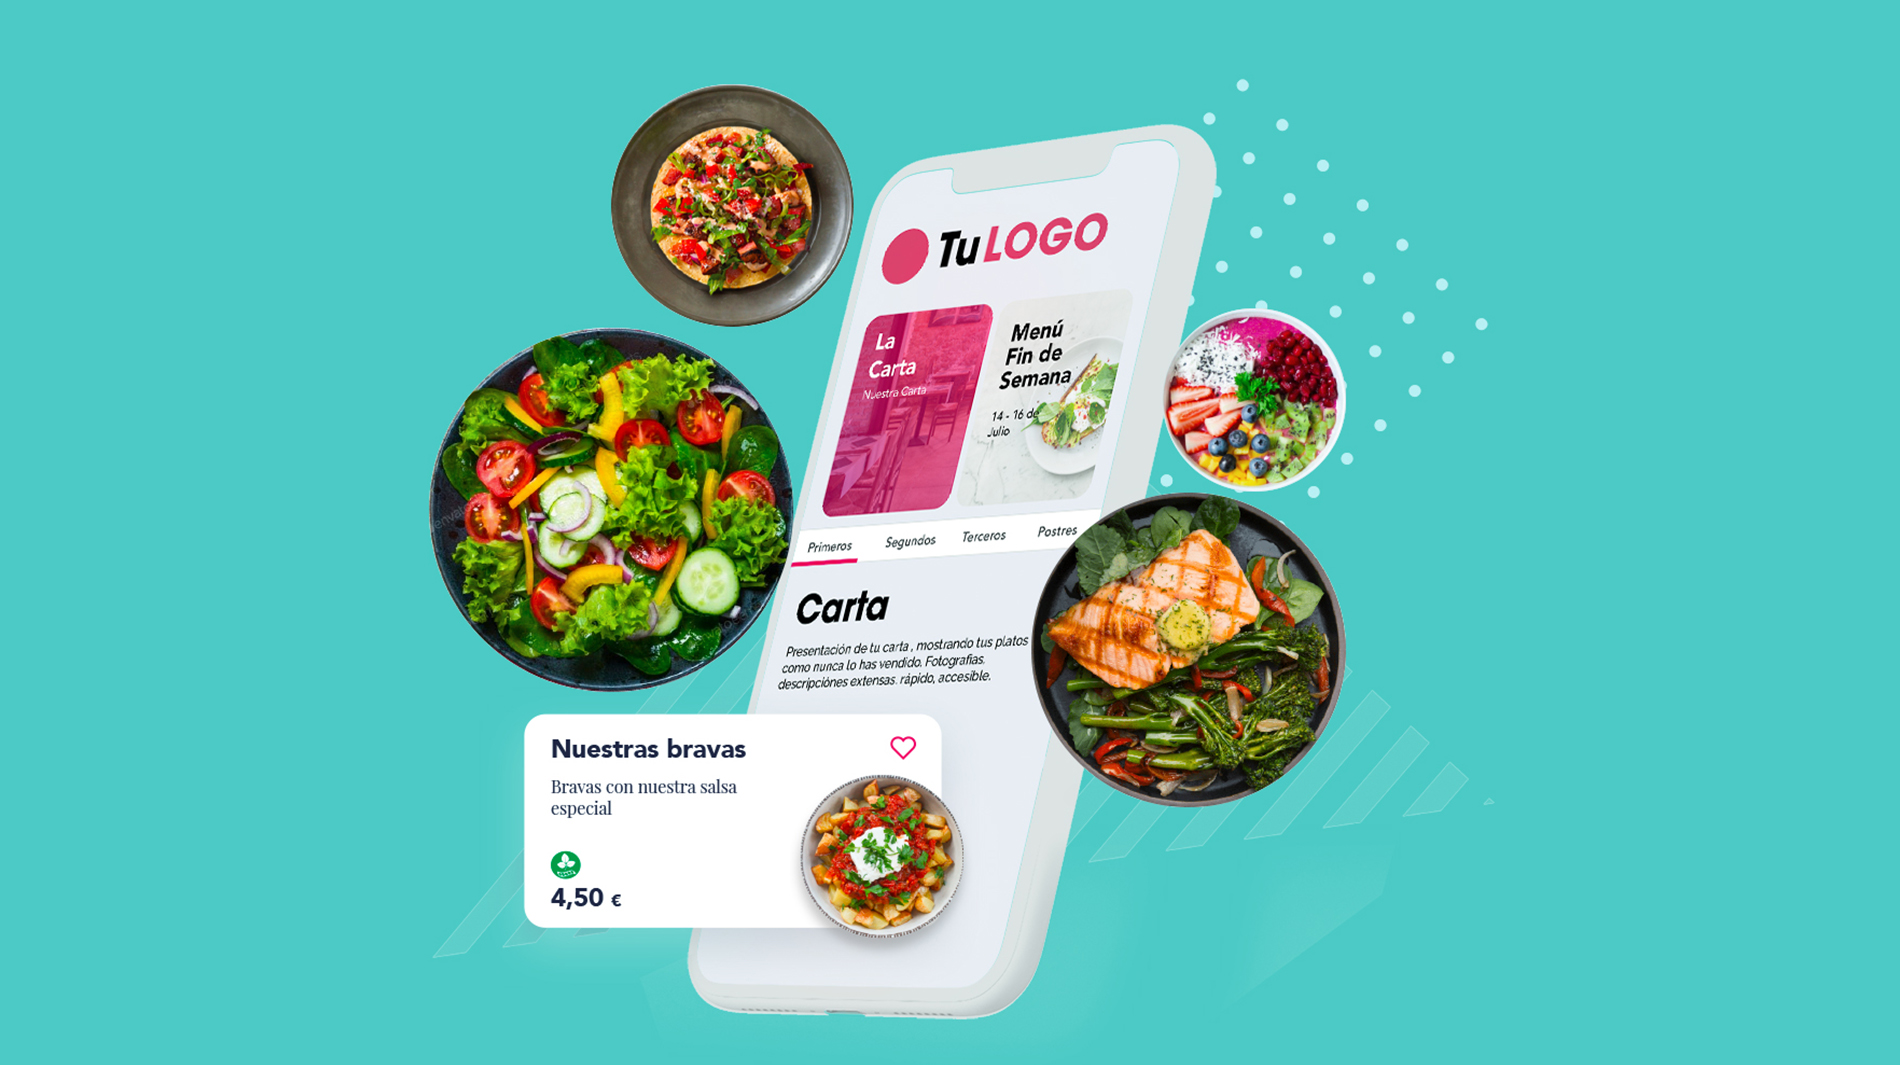 Tu LOGO
La
Carta
Nuestra Carta
Menú
Fin de
Semana
14 - 16 de
Julio
Primeros Segundos Terceros Postres
Carta
Presentación de tu carta , mostrando tus platos
como nunca lo has vendido. Fotografias.
descripciónes extensas. rápido, accesible.
Nuestras bravas
Bravas con nuestra salsa
especial
4,50 €